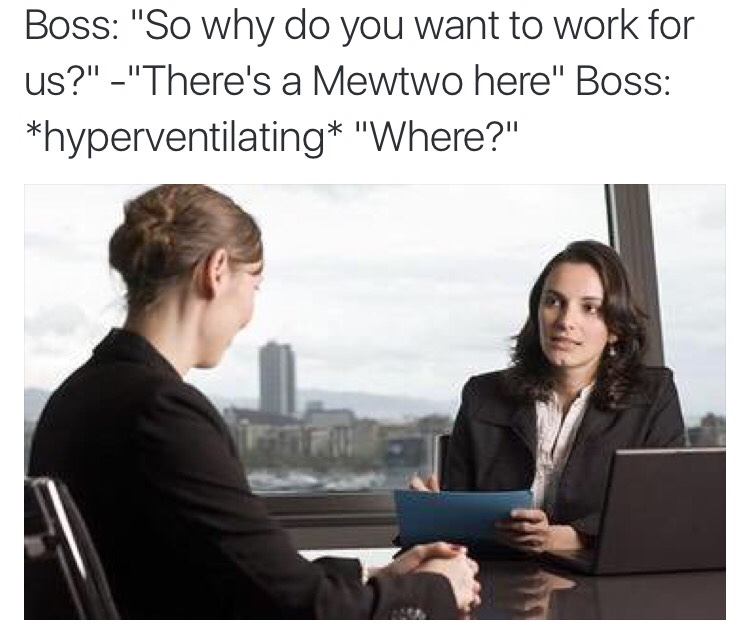 Boss: "So why do you want to work for
us?" -"There's a Mewtwo here" Boss:
*hyperventilating* "Where?"